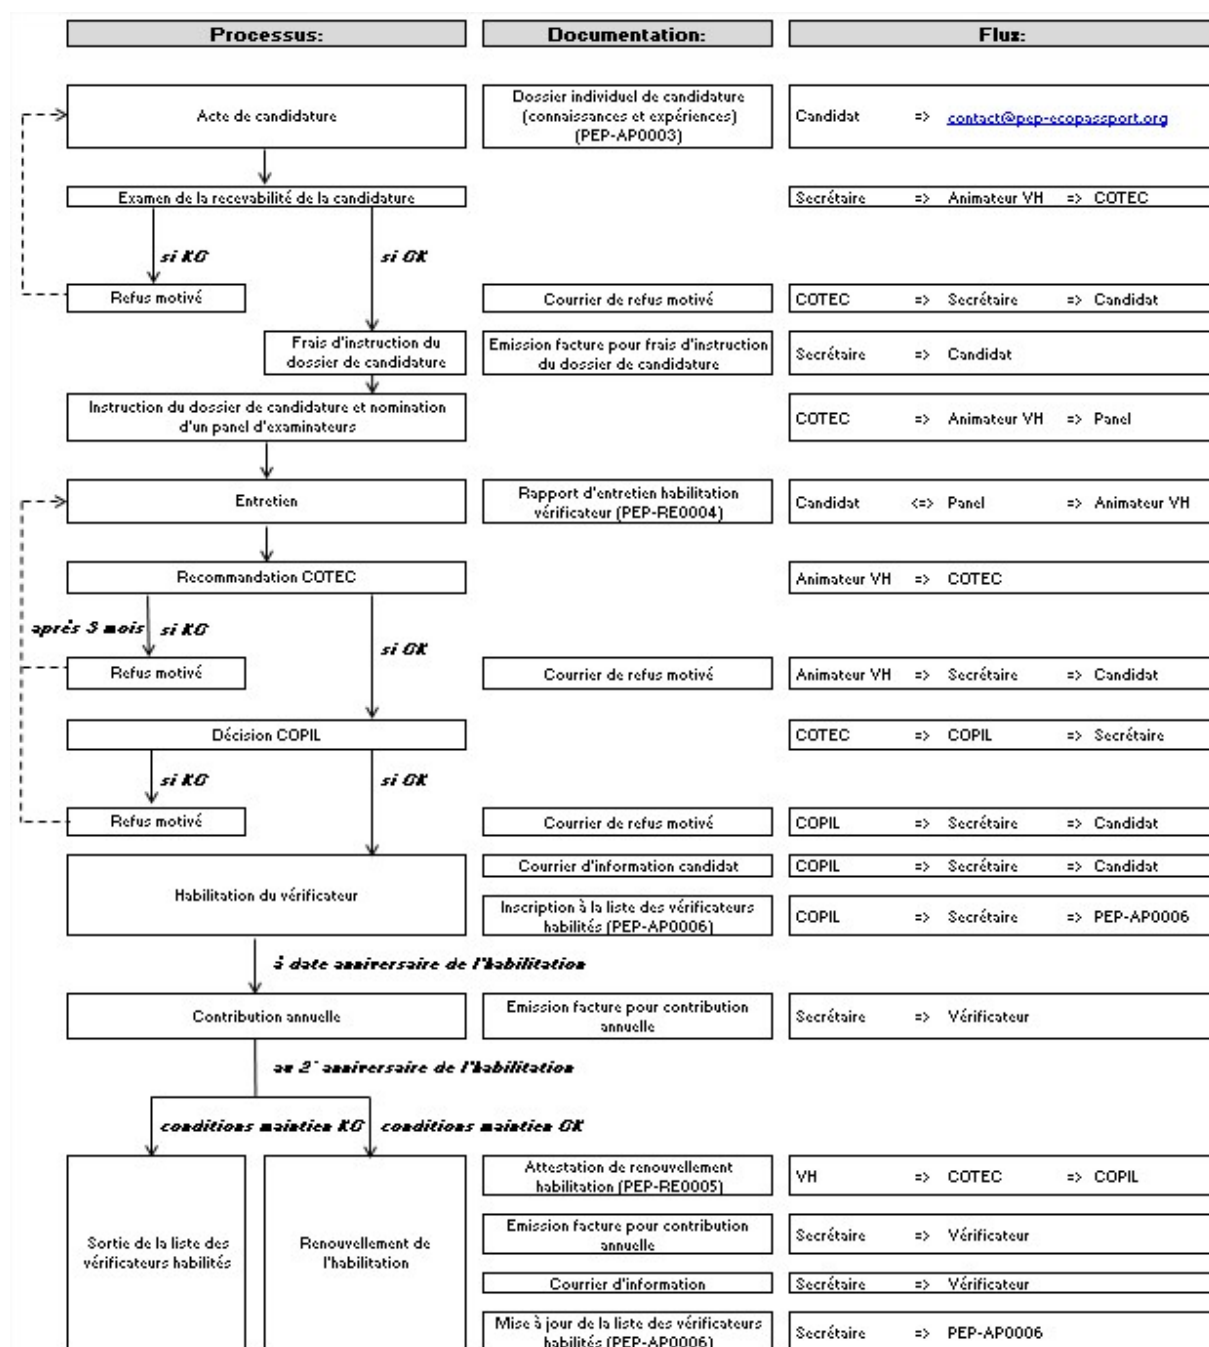 Processus:
Documentation:
Flux:
Acte de candidature
Dossier individuel de candidature
(connaissances et expériences)
(PEP-AP0003)
Candidat => contact@pep-ecopassport.org
Examen de la recevabilité de la candidature
Secrétaire => Animateur VH => COTEC
si KO
si OK
Refus motivé
Courrier de refus motivé
COTEC => Secrétaire => Candidat
Frais d'instruction du
dossier de candidature
Emission facture pour frais d'instruction
du dossier de candidature
Secrétaire => Candidat
Instruction du dossier de candidature et nomination
d'un panel d'examinateurs
COTEC => Animateur VH => Panel
Entretien
Rapport d'entretien habilitation
vérificateur (PEP-RE0004)
Candidat <=> Panel => Animateur VH
Recommandation COTEC
Animateur VH => COTEC
après 3 mois
si KO
si OK
Refus motivé
Courrier de refus motivé
Animateur VH => Secrétaire => Candidat
Décision COPIL
COTEC => COPIL => Secrétaire
si KO
si OK
Refus motivé
Courrier de refus motivé
COPIL => Secrétaire => Candidat
Habilitation du vérificateur
Courrier d'information candidat
COPIL => Secrétaire => Candidat
Inscription à la liste des vérificateurs
habilités (PEP-AP0006)
COPIL => Secrétaire => PEP-AP0006
à date anniversaire de l'habilitation
Contribution annuelle
Emission facture pour contribution
annuelle
Secrétaire => Vérificateur
au 2° anniversaire de l'habilitation
conditions maintien KO
conditions maintien OK
Sortie de la liste des
vérificateurs habilités
Renouvellement de
l'habilitation
Attestation de renouvellement
habilitation (PEP-RE0005)
VH => COTEC => COPIL
Emission facture pour contribution
annuelle
Secrétaire => Vérificateur
Courrier d'information
Secrétaire => Vérificateur
Mise à jour de la liste des vérificateurs
habilités (PEP-AP0006)
Secrétaire => PEP-AP0006